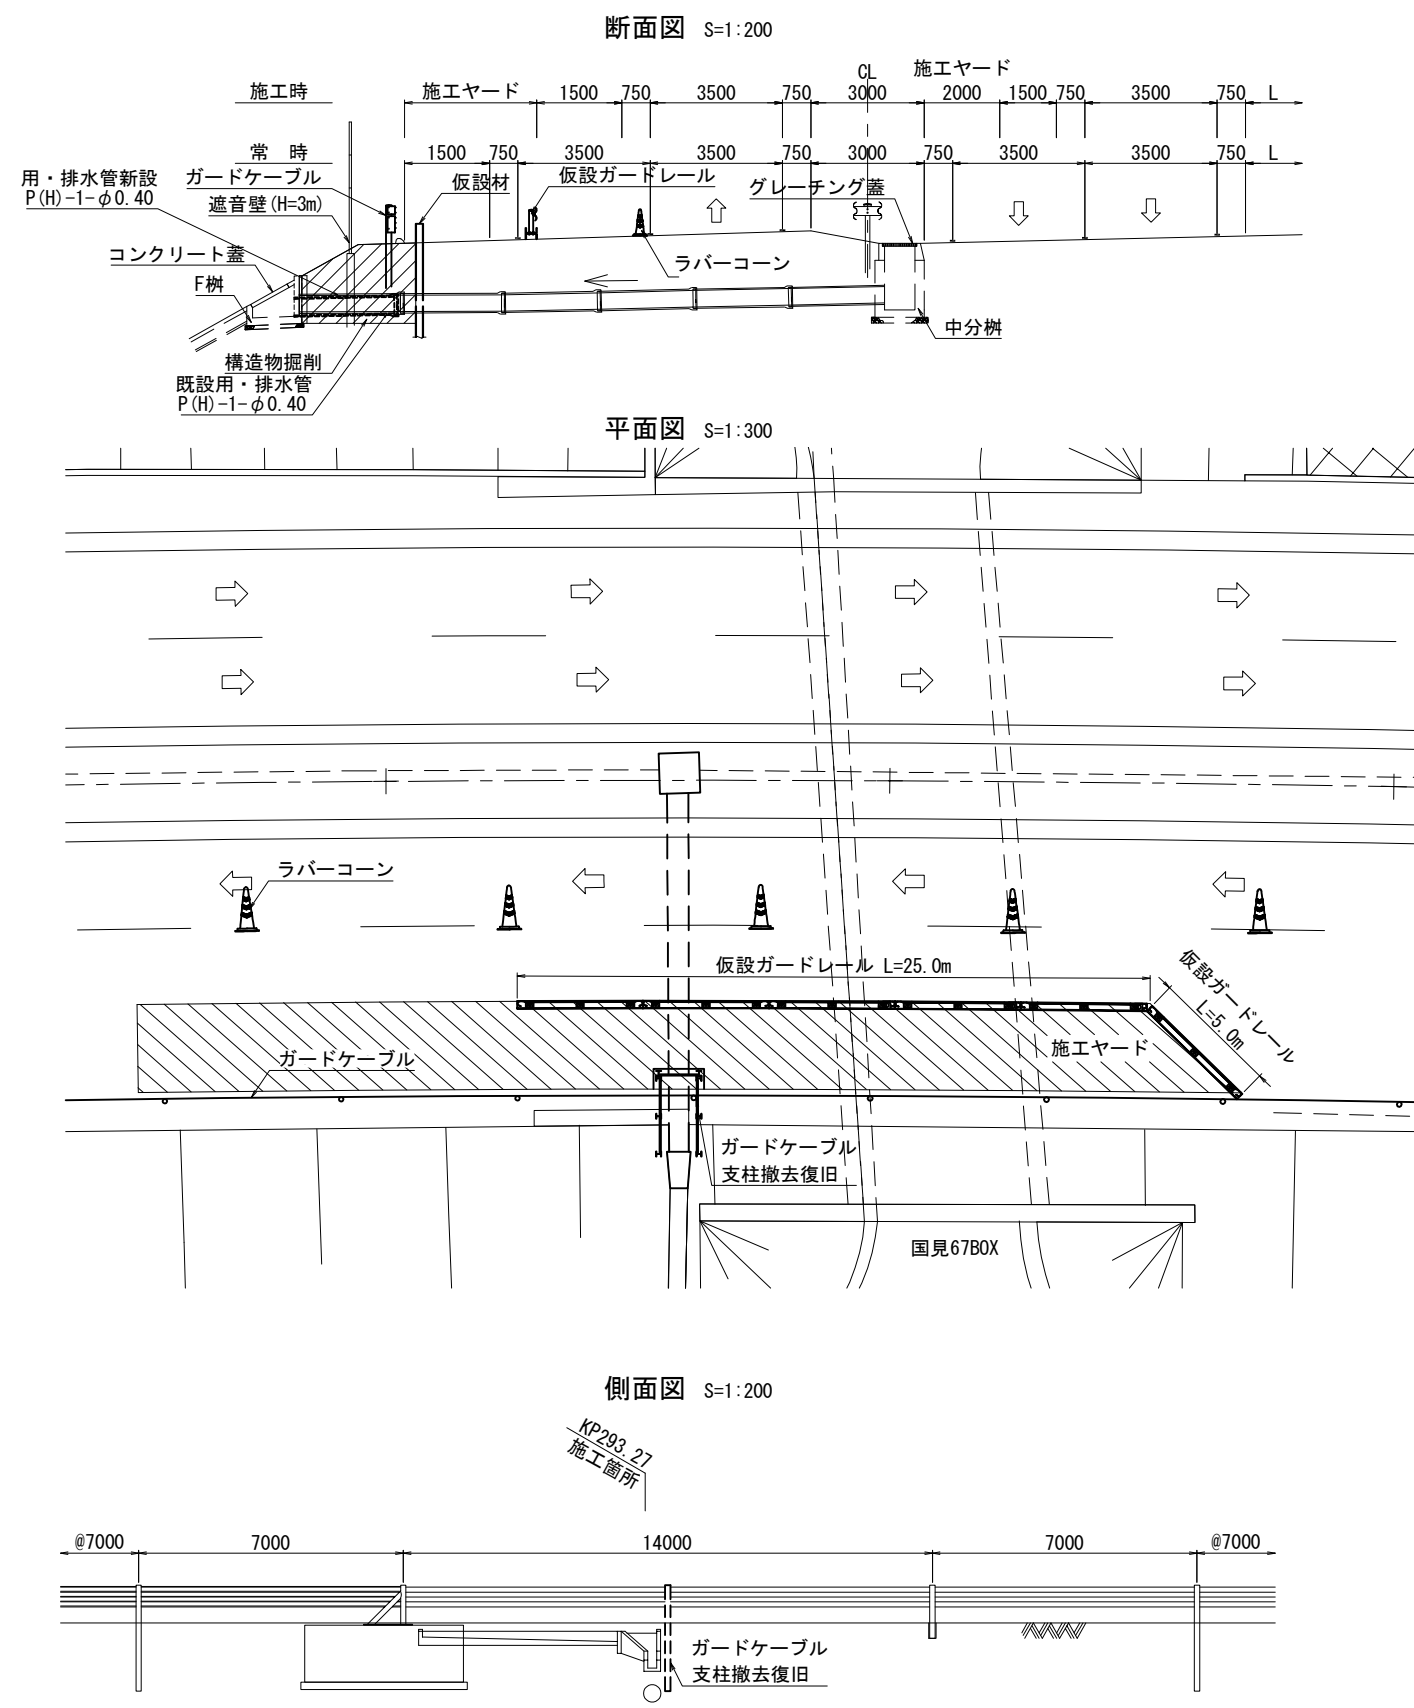 断面図 S=1:200
CL
施工ヤード
施工時
施工ヤード
1500 750 3500 750 3000 2000 1500 750 3500 750 L
常　時
1500 750 3500 3500 750 3000 750 3500 3500 750 L
用・排水管新設
P(H)-1-φ0.40
ガードケーブル
仮設材
仮設ガードレール
グレーチング蓋
遮音壁(H=3m)
コンクリート蓋
ラバーコーン
F桝
中分桝
構造物掘削
既設用・排水管
P(H)-1-φ0.40
平面図 S=1:300
ラバーコーン
仮設ガードレール L=25.0m
仮設ガードレール
L=5.0m
施工ヤード
ガードケーブル
ガードケーブル
支柱撤去復旧
国見67BOX
側面図 S=1:200
KP293.27
施工箇所
@7000 7000 14000 7000 @7000
ガードケーブル
支柱撤去復旧